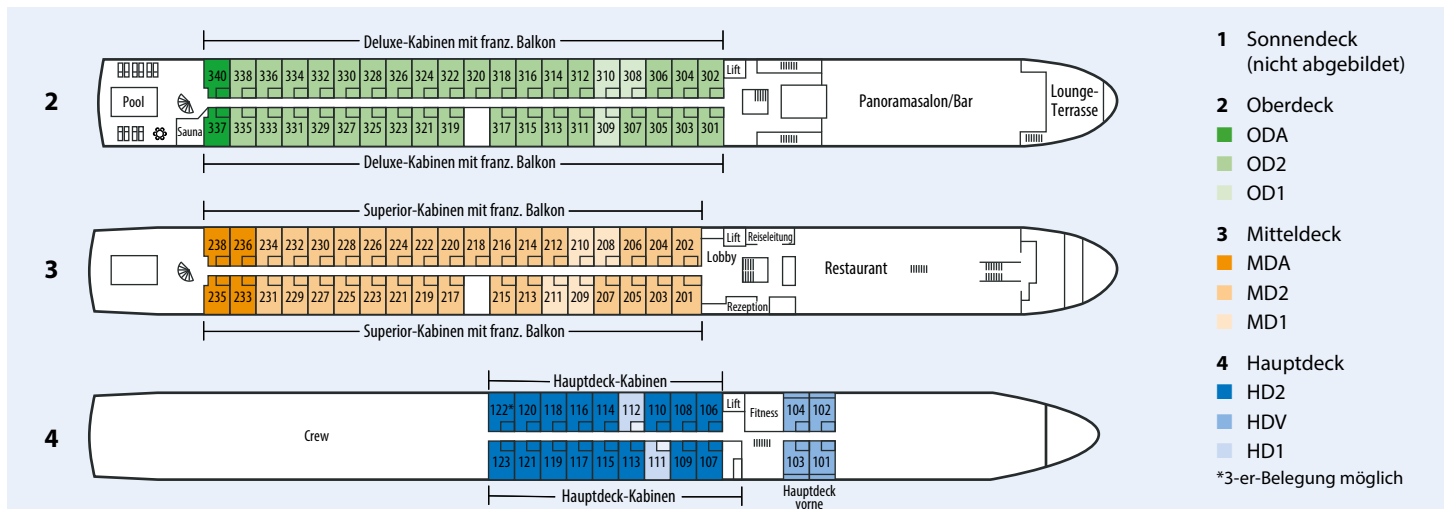 Deluxe-Kabinen mit franz. Balkon
2
340 338 336 334 332 330 328 326 324 322 320 318 316 314 312 310 308 306 304 302
Lift
Pool
Sauna
Panoramasalon/Bar
Lounge-
Terrasse
337 335 333 331 329 327 325 323 321 319 317 315 313 311 309 307 305 303 301
Deluxe-Kabinen mit franz. Balkon
Superior-Kabinen mit franz. Balkon
3
238 236 234 232 230 228 226 224 222 220 218 216 214 212 210 208 206 204 202
Lift
Reiseleitung
Lobby
Restaurant
235 233 231 229 227 225 223 221 219 217 215 213 211 209 207 205 203 201
Rezeption
Superior-Kabinen mit franz. Balkon
Hauptdeck-Kabinen
4
Crew
122* 120 118 116 114 112 110 108 106
Lift
Fitness
104 102
123 121 119 117 115 113 111 109 107
103 101
Hauptdeck-Kabinen
Hauptdeck
vorne
1 Sonnendeck
(nicht abgebildet)
2 Oberdeck
ODA
OD2
OD1
3 Mitteldeck
MDA
MD2
MD1
4 Hauptdeck
HD2
HDV
HD1
*3-er-Belegung möglich